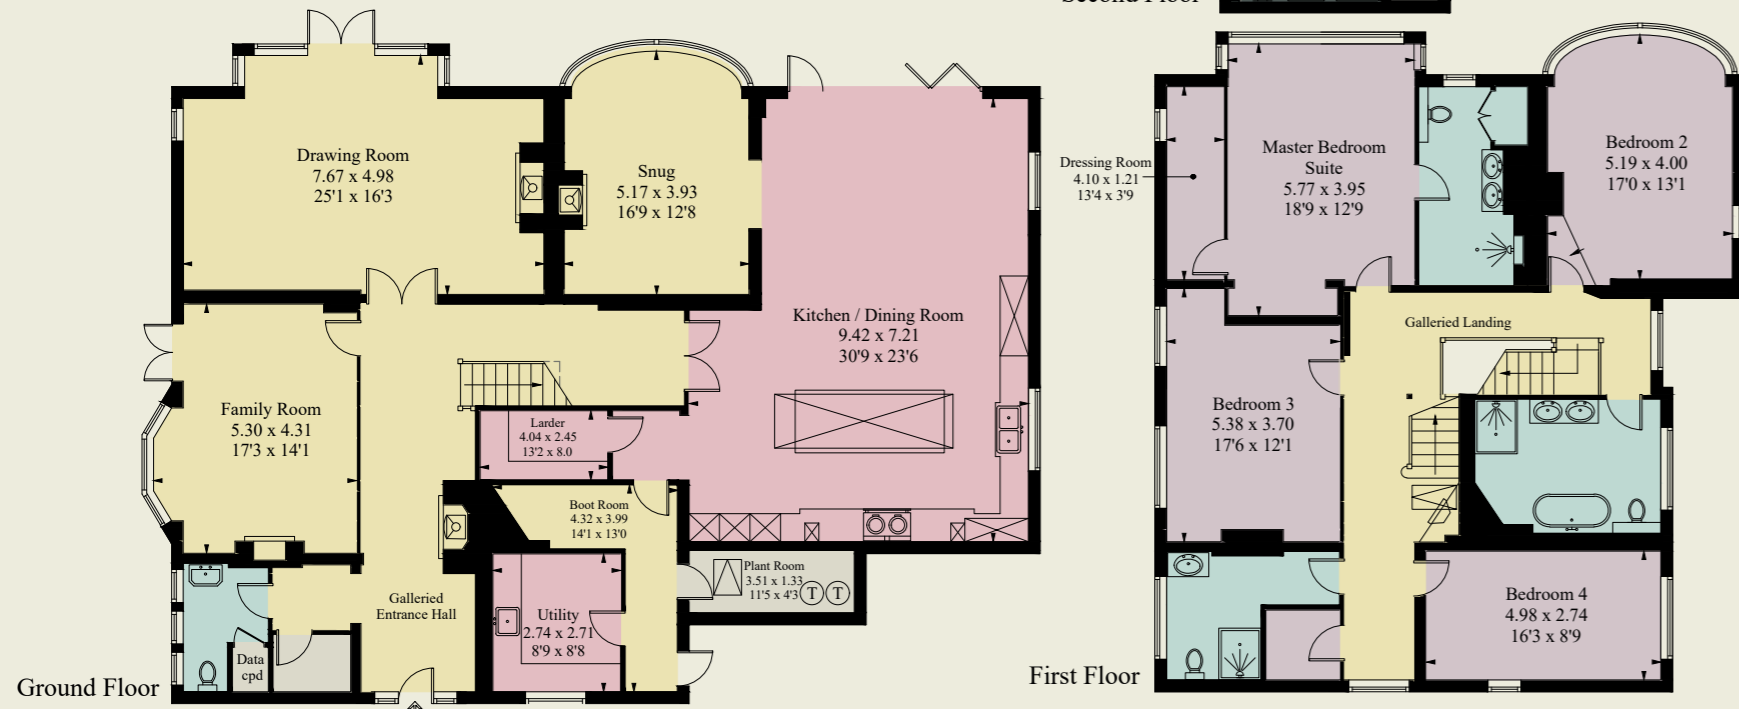 Second Floor
Drawing Room
7.67 x 4.98
25'1 x 16'3
Snug
5.17 x 3.93
16'9 x 12'8
Kitchen / Dining Room
9.42 x 7.21
30'9 x 23'6
Family Room
5.30 x 4.31
17'3 x 14'1
Larder
4.04 x 2.45
13'2 x 8.0
Boot Room
4.32 x 3.99
14'1 x 13'0
Plant Room
3.51 x 1.33
11'5 x 4'3
T
T
Galleried
Entrance Hall
Utility
2.74 x 2.71
8'9 x 8'8
Data
cpd
Ground Floor
Dressing Room
4.10 x 1.21
13'4 x 3'9
Master Bedroom
Suite
5.77 x 3.95
18'9 x 12'9
Bedroom 2
5.19 x 4.00
17'0 x 13'1
Galleried Landing
Bedroom 3
5.38 x 3.70
17'6 x 12'1
Bedroom 4
4.98 x 2.74
16'3 x 8'9
First Floor